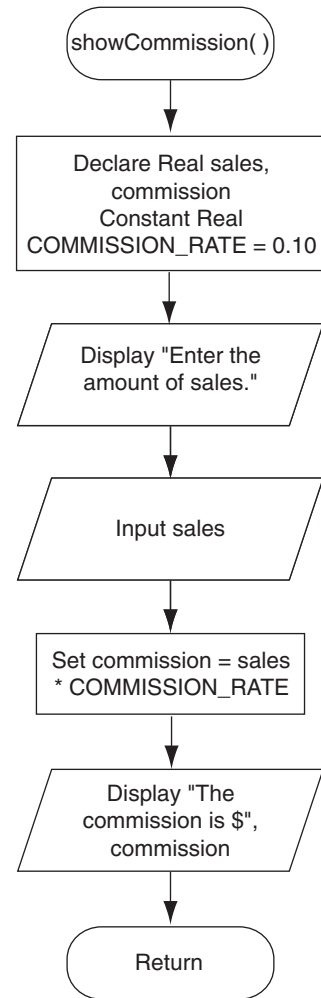 showCommission( )
Declare Real sales,
commission
Constant Real
COMMISSION_RATE = 0.10
Display "Enter the
amount of sales."
Input sales
Set commission = sales
* COMMISSION_RATE
Display "The
commission is $",
commission
Return